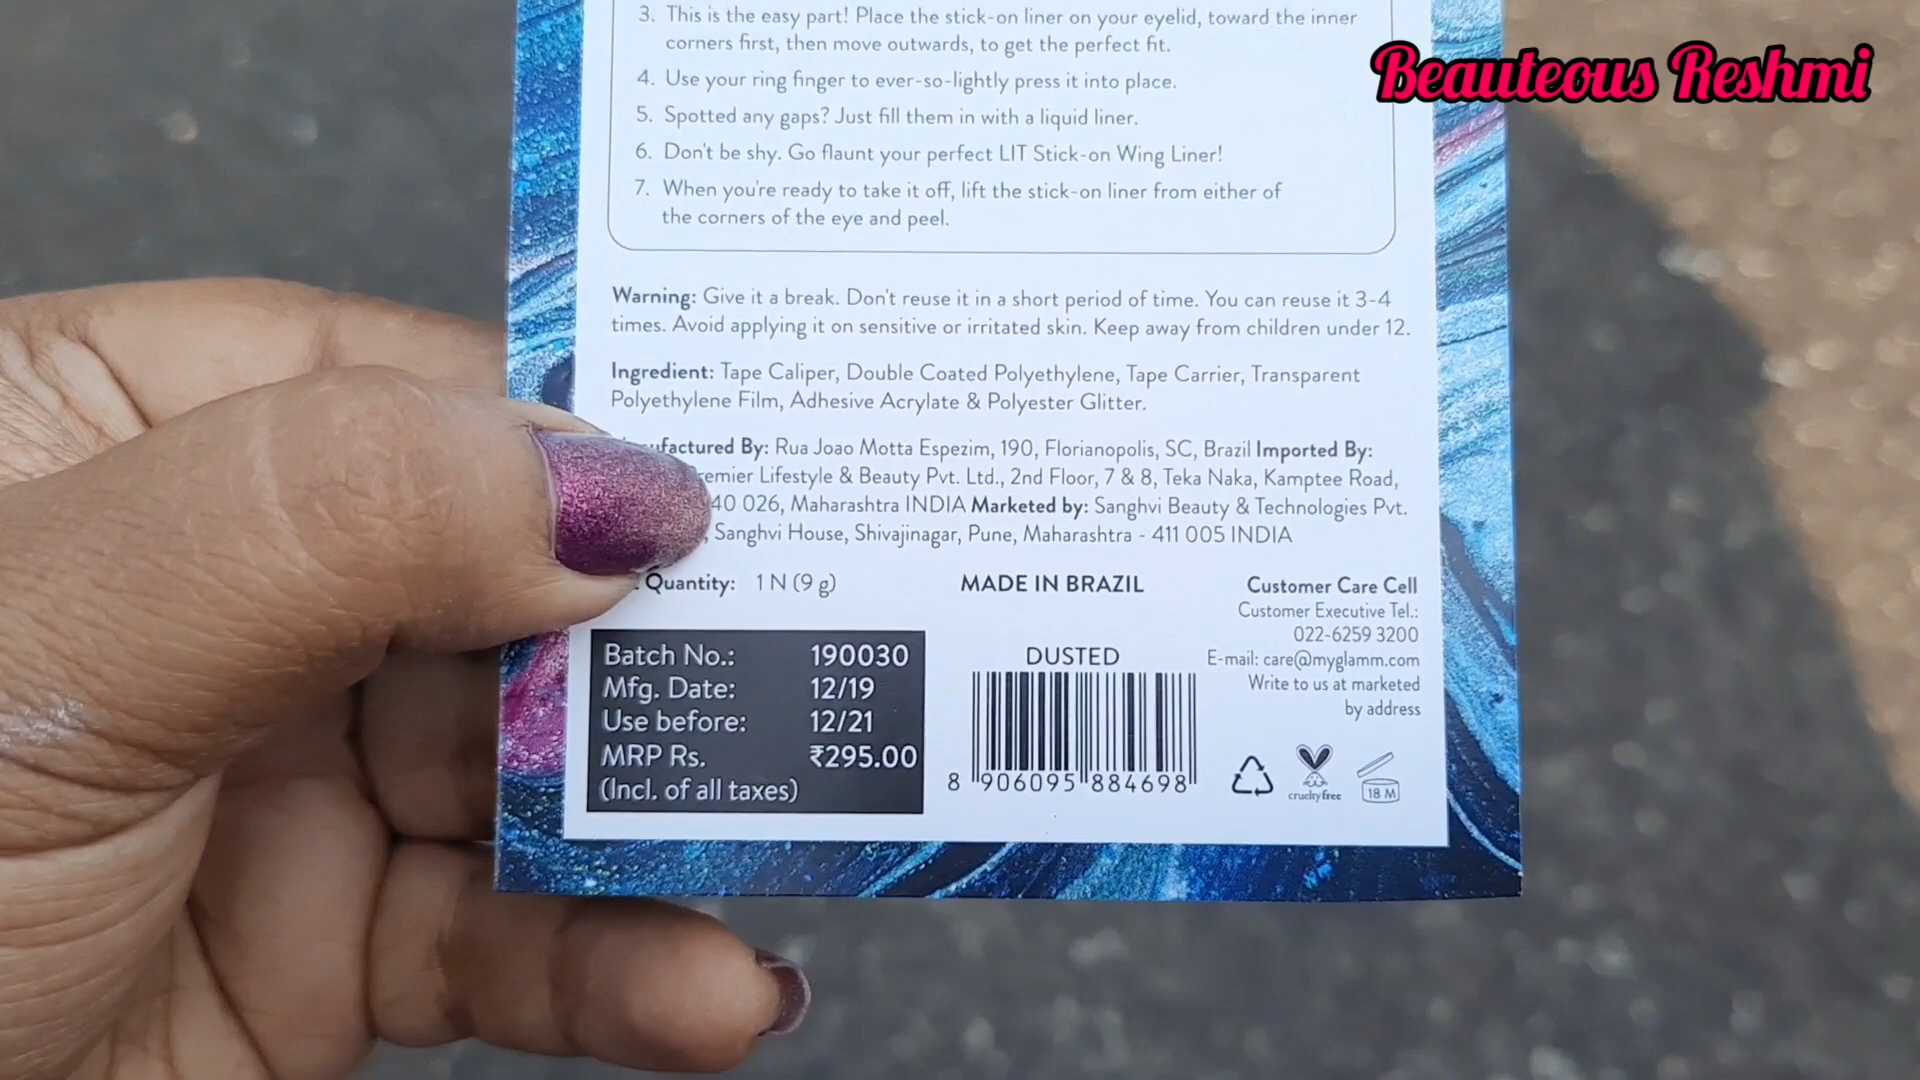 Beauteous Reshmi
3. This is the easy part! Place the stick-on liner on your eyelid, toward the inner
corners first, then move outwards, to get the perfect fit.
4. Use your ring finger to ever-so-lightly press it into place.
5. Spotted any gaps? Just fill them in with a liquid liner.
6. Don't be shy. Go flaunt your perfect LIT Stick-on Wing Liner!
7. When you're ready to take it off, lift the stick-on liner from either of
the corners of the eye and peel.
Warning: Give it a break. Don't reuse it in a short period of time. You can reuse it 3-4
times. Avoid applying it on sensitive or irritated skin. Keep away from children under 12.
Ingredient: Tape Caliper, Double Coated Polyethylene, Tape Carrier, Transparent
Polyethylene Film, Adhesive Acrylate & Polyester Glitter.
By: Rua Joao Motta Espezim, 190, Florianopolis, SC, Brazil Imported By:
Lifestyle & Beauty Pvt. Ltd., 2nd Floor, 7 & 8, Teka Naka, Kamptee Road,
026, Maharashtra INDIA Marketed by: Sanghvi Beauty & Technologies Pvt.
Sanghvi House, Shivajinagar, Pune, Maharashtra - 411 005 INDIA
Quantity: 1 N (9 g)
MADE IN BRAZIL
Batch No.: 190030
Mfg. Date: 12/19
Use before: 12/21
MRP Rs. ₹295.00
(Incl. of all taxes)
DUSTED
8 906095 884698
Customer Care Cell
Customer Executive Tel.:
022-6259 3200
E-mail: care@myglamm.com
Write to us at marketed
by address
cruelty free
18 M